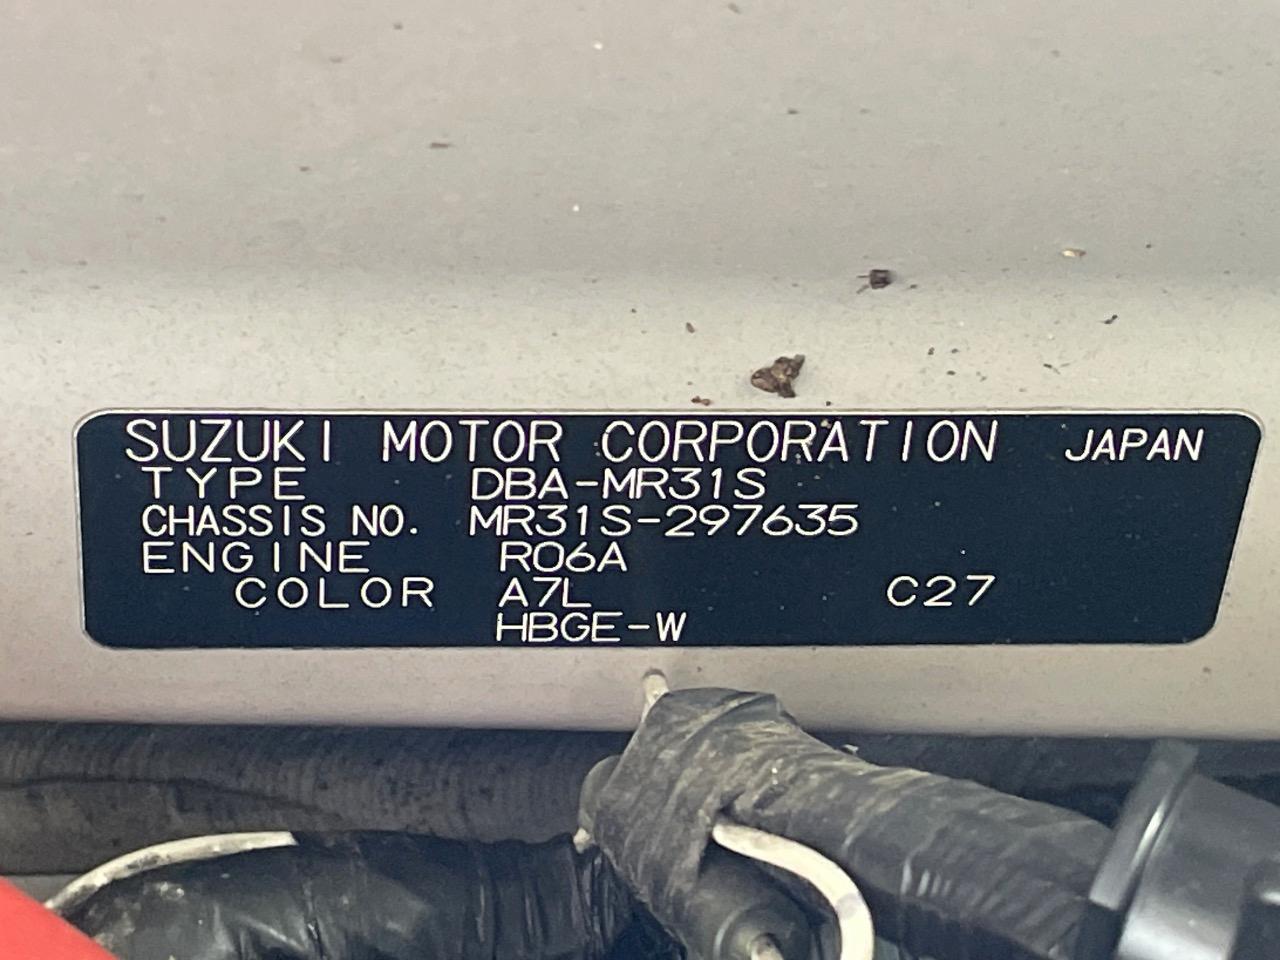 SUZUKI MOTOR CORPORATION JAPAN
TYPE DBA-MR31S
CHASSIS NO. MR31S-297635
ENGINE R06A
COLOR A7L C27
HBGE-W